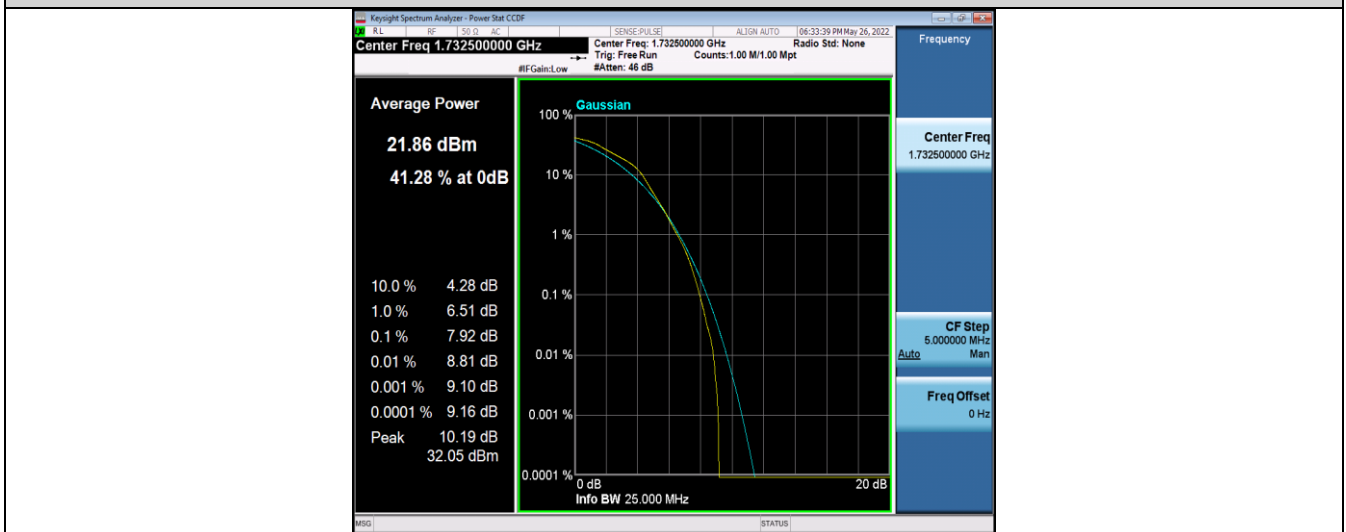 Keysight Spectrum Analyzer - Power Stat CCDF
RL RF 50 Ω AC SENSE:PULSE ALIGN AUTO 06:33:39 PM May 26, 2022
Center Freq 1.732500000 GHz
Center Freq: 1.732500000 GHz Radio Std: None
Trig: Free Run Counts:1.00 M/1.00 Mpt
#IFGain:Low #Atten: 46 dB
Frequency
Average Power
21.86 dBm
41.28 % at 0dB
10.0 % 4.28 dB
1.0 % 6.51 dB
0.1 % 7.92 dB
0.01 % 8.81 dB
0.001 % 9.10 dB
0.0001 % 9.16 dB
Peak 10.19 dB
32.05 dBm
Gaussian
100 %
10 %
1 %
0.1 %
0.01 %
0.001 %
0.0001 %
0 dB 20 dB
Info BW 25.000 MHz
Center Freq
1.732500000 GHz
CF Step
5.000000 MHz
Auto Man
Freq Offset
0 Hz
MSG STATUS